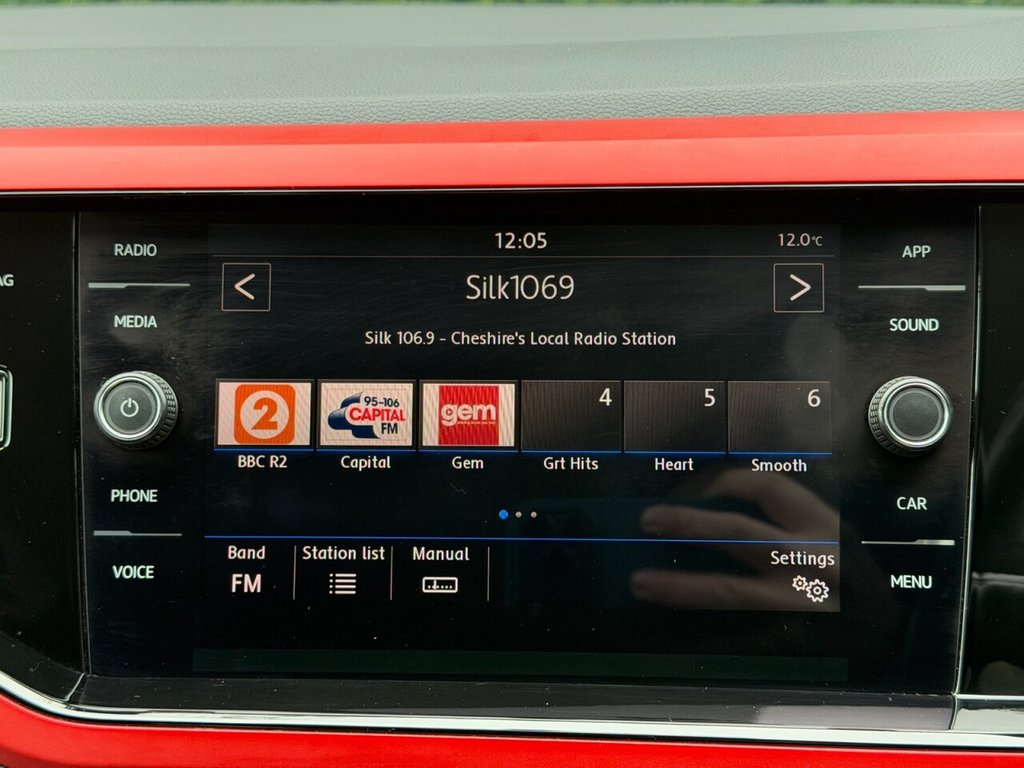 12:05
12.0°C
RADIO
MEDIA
PHONE
VOICE
<
Silk1069
>
Silk 106.9 - Cheshire's Local Radio Station
2
95-106
CAPITAL
FM
gem
4
5
6
BBC R2
Capital
Gem
Grt Hits
Heart
Smooth
Band
FM
Station list
Manual
Settings
APP
SOUND
CAR
MENU